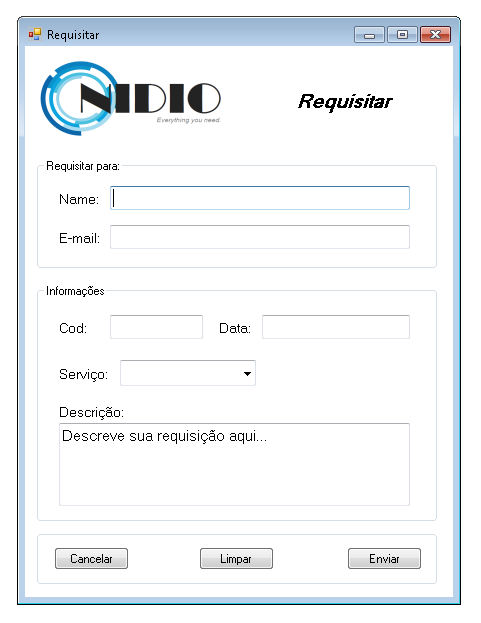 Requisitar
NIDIO
Everything you need.
Requisitar
Requisitar para:
Name:
E-mail:
Informações
Cod:
Data:
Serviço:
Descrição:
Descreve sua requisição aqui...
Cancelar
Limpar
Enviar